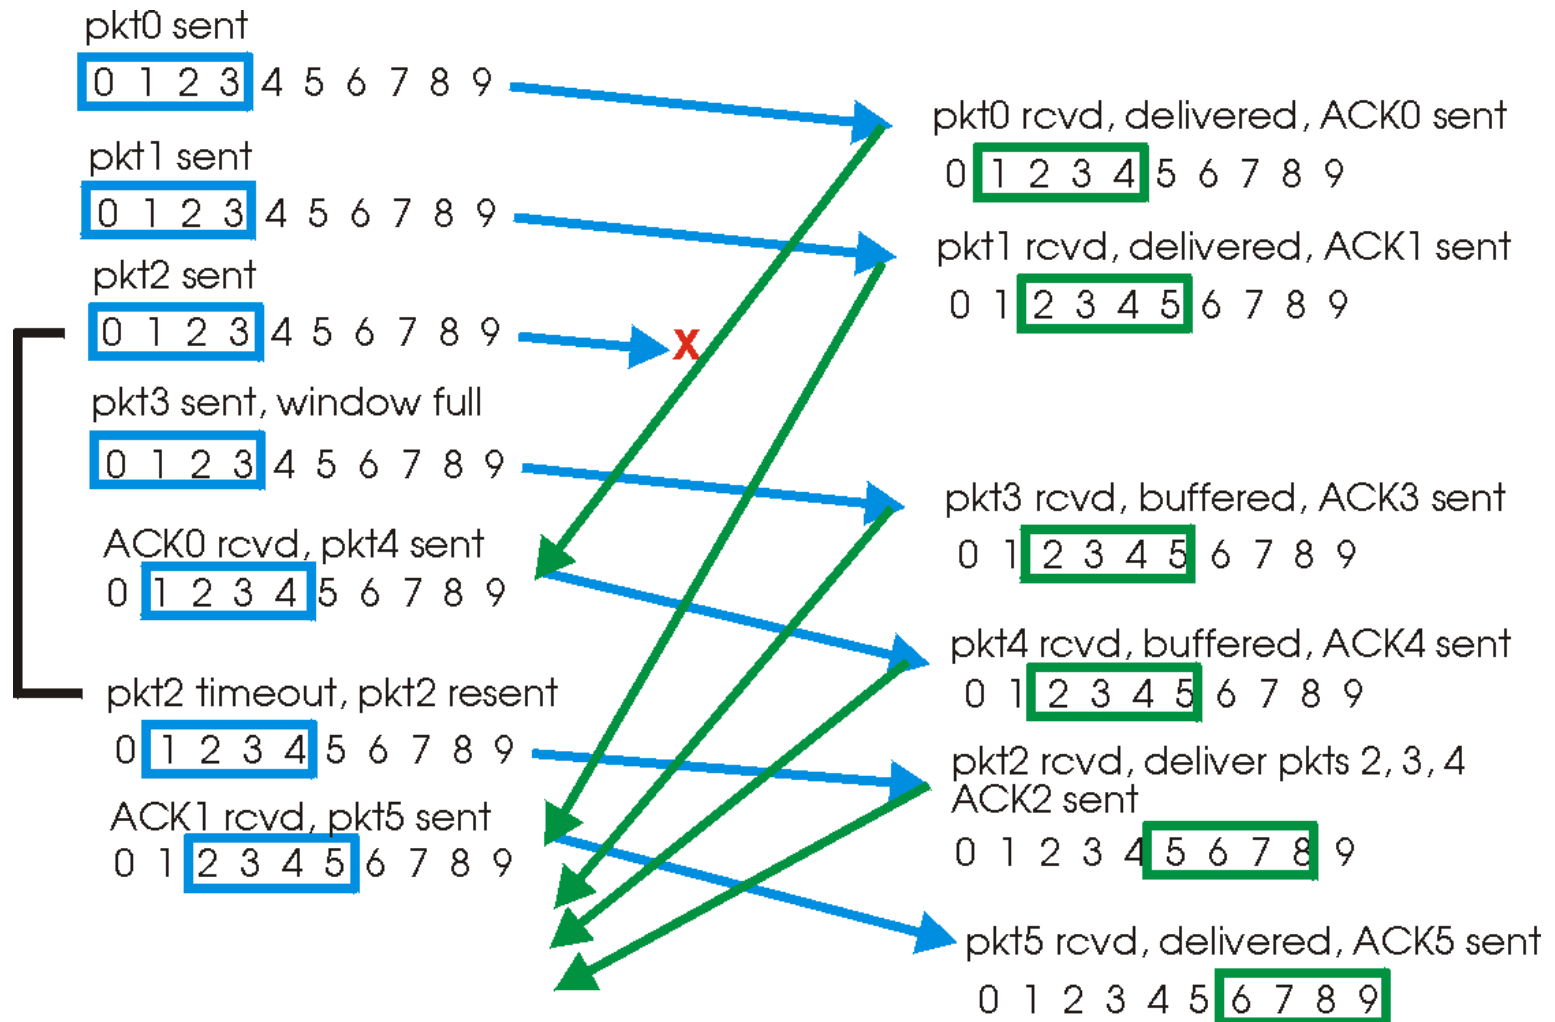 pkt0 sent
0 1 2 3 4 5 6 7 8 9
pkt1 sent
0 1 2 3 4 5 6 7 8 9
pkt2 sent
0 1 2 3 4 5 6 7 8 9
X
pkt3 sent, window full
0 1 2 3 4 5 6 7 8 9
ACK0 rcvd, pkt4 sent
0 1 2 3 4 5 6 7 8 9
pkt2 timeout, pkt2 resent
0 1 2 3 4 5 6 7 8 9
ACK1 rcvd, pkt5 sent
0 1 2 3 4 5 6 7 8 9
pkt0 rcvd, delivered, ACK0 sent
0 1 2 3 4 5 6 7 8 9
pkt1 rcvd, delivered, ACK1 sent
0 1 2 3 4 5 6 7 8 9
pkt3 rcvd, buffered, ACK3 sent
0 1 2 3 4 5 6 7 8 9
pkt4 rcvd, buffered, ACK4 sent
0 1 2 3 4 5 6 7 8 9
pkt2 rcvd, deliver pkts 2, 3, 4
ACK2 sent
0 1 2 3 4 5 6 7 8 9
pkt5 rcvd, delivered, ACK5 sent
0 1 2 3 4 5 6 7 8 9